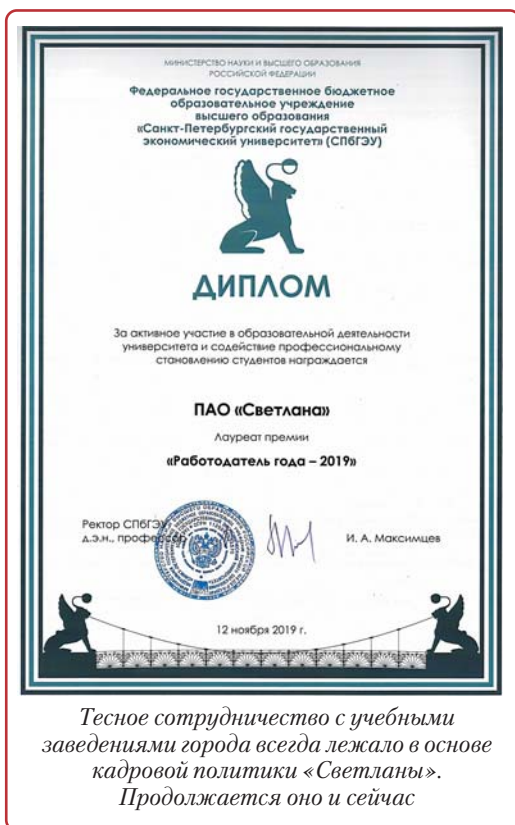 МИНИСТЕРСТВО НАУКИ И ВЫСШЕГО ОБРАЗОВАНИЯ
РОССИЙСКОЙ ФЕДЕРАЦИИ
Федеральное государственное бюджетное
образовательное учреждение
высшего образования
«Санкт-Петербургский государственный
экономический университет» (СПбГЭУ)
ДИПЛОМ
За активное участие в образовательной деятельности
университета и содействие профессиональному
становлению студентов награждается
ПАО «Светлана»
Лауреат премии
«Работодатель года – 2019»
Ректор СПбГЭУ
д.э.н., профессор
И. А. Максимцев
12 ноября 2019 г.
Тесное сотрудничество с учебными
заведениями города всегда лежало в основе
кадровой политики «Светланы».
Продолжается оно и сейчас